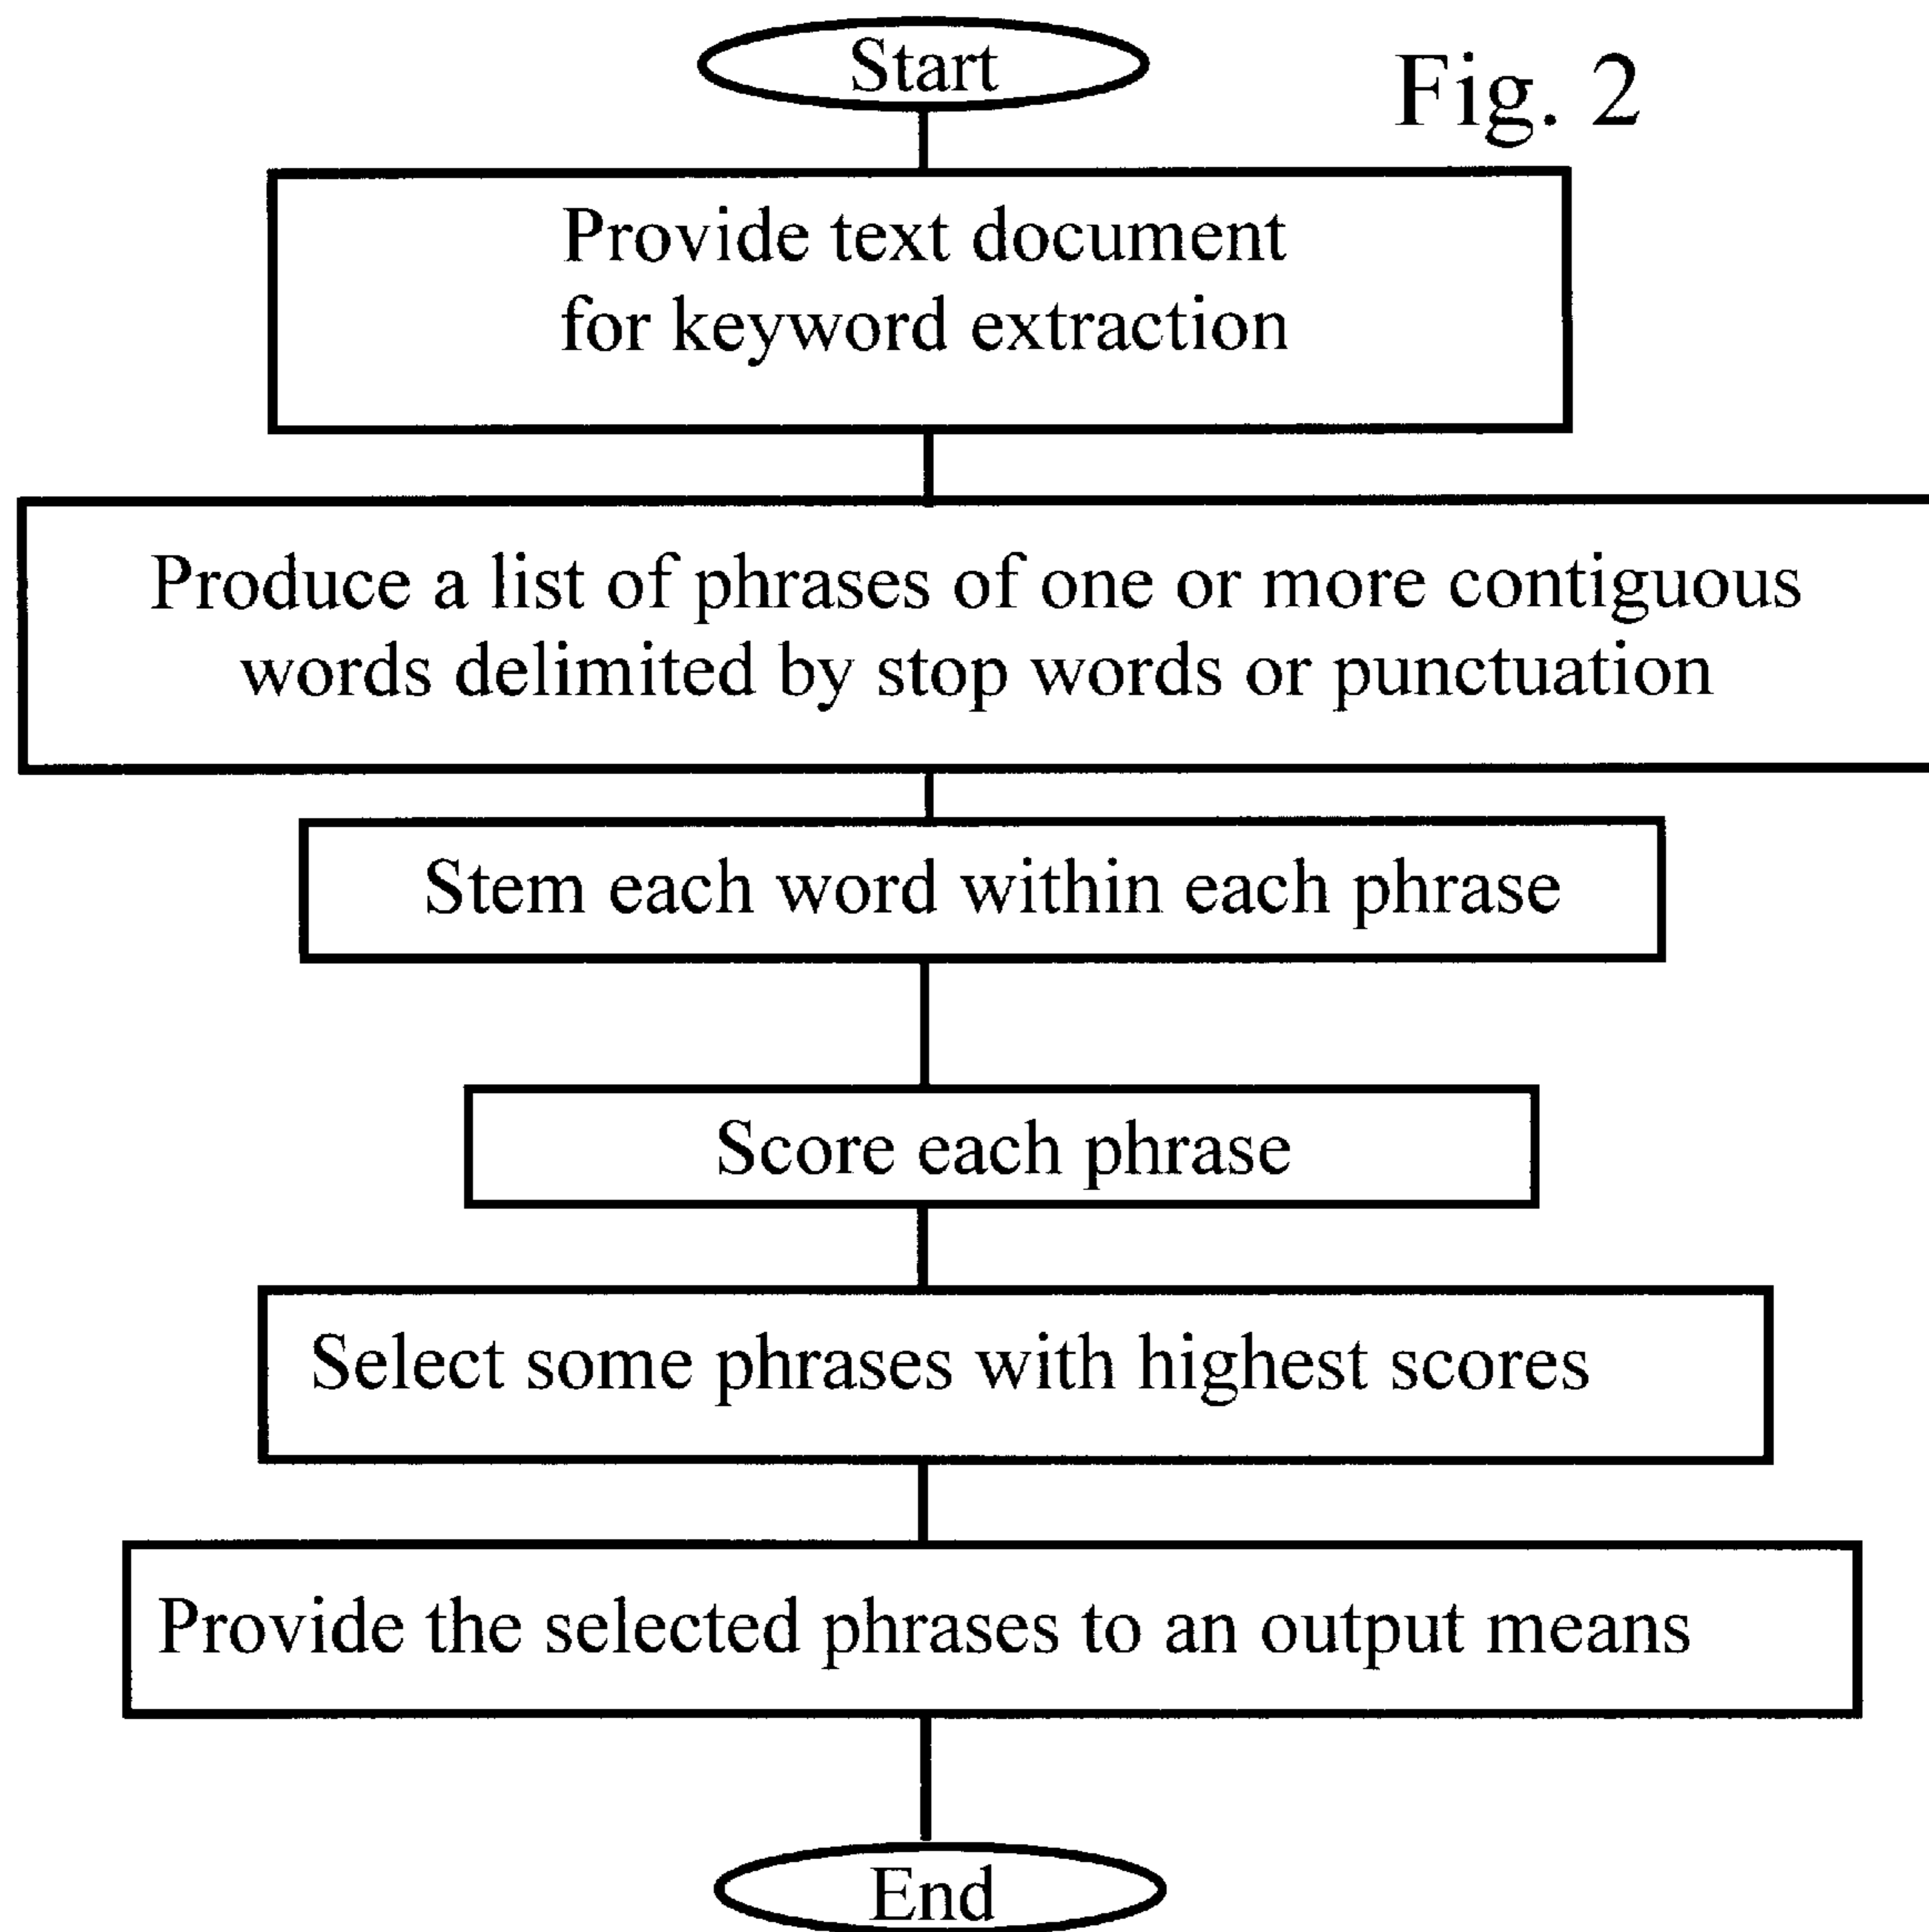 Start
Fig. 2
Provide text document
for keyword extraction
Produce a list of phrases of one or more contiguous
words delimited by stop words or punctuation
Stem each word within each phrase
Score each phrase
Select some phrases with highest scores
Provide the selected phrases to an output means
End